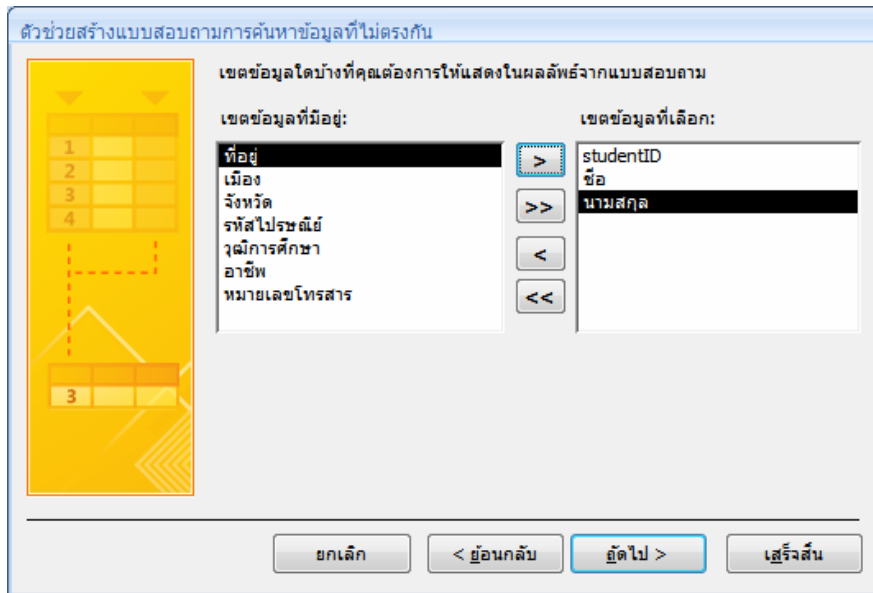 ตัวช่วยสร้างแบบสอบถามการค้นหาข้อมูลที่ไม่ตรงกัน
เขตข้อมูลใดบ้างที่คุณต้องการให้แสดงในผลลัพธ์จากแบบสอบถาม
เขตข้อมูลที่มีอยู่:
เขตข้อมูลที่เลือก:
ที่อยู่
เมือง
จังหวัด
รหัสไปรษณีย์
วุฒิการศึกษา
อาชีพ
หมายเลขโทรสาร
>
>>
<
<<
studentID
ชื่อ
นามสกุล
1
2
3
4
3
ยกเลิก
< ย้อนกลับ
ถัดไป >
เสร็จสิ้น